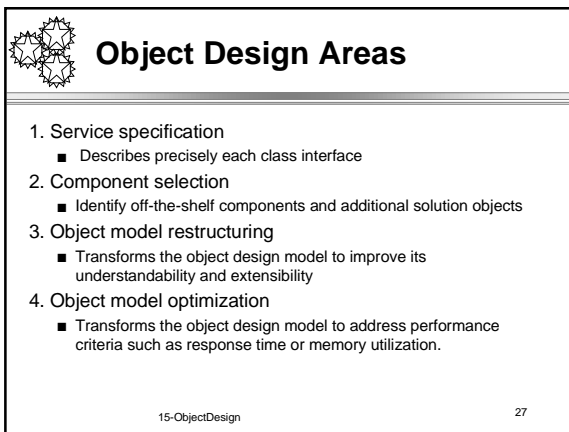 Object Design Areas
1. Service specification
■ Describes precisely each class interface
2. Component selection
■ Identify off-the-shelf components and additional solution objects
3. Object model restructuring
■ Transforms the object design model to improve its
understandability and extensibility
4. Object model optimization
■ Transforms the object design model to address performance
criteria such as response time or memory utilization.
15-ObjectDesign
27